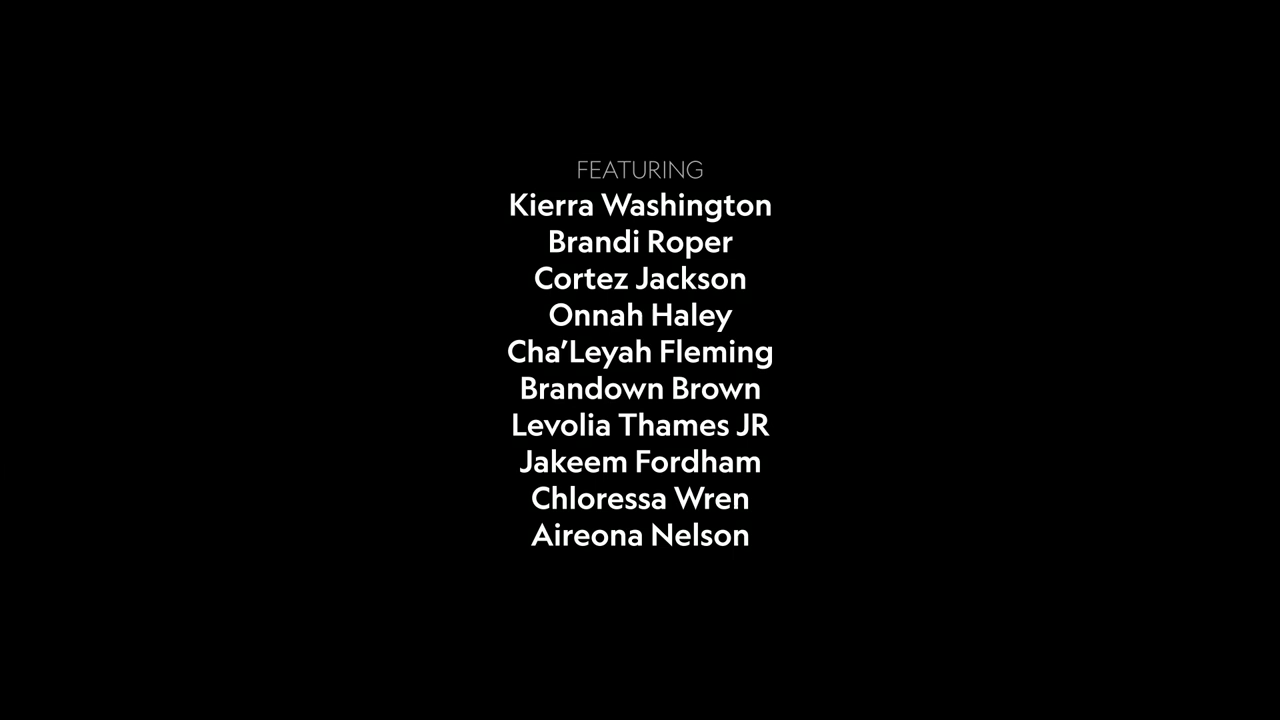 FEATURING
Kierra Washington
Brandi Roper
Cortez Jackson
Onnah Haley
Cha’Leyah Fleming
Brandown Brown
Levolia Thames JR
Jakeem Fordham
Chloressa Wren
Aireona Nelson